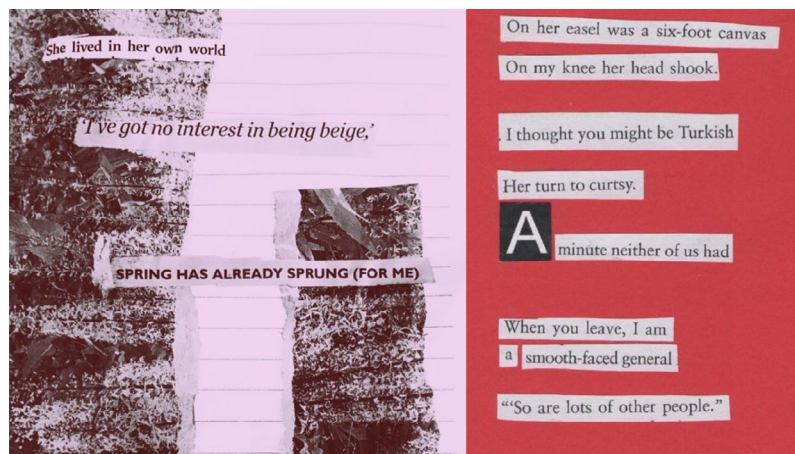 She lived in her own world
'I've got no interest in being beige,'
SPRING HAS ALREADY SPRUNG (FOR ME)
On her easel was a six-foot canvas
On my knee her head shook.
. I thought you might be Turkish
Her turn to curtsy.
A minute neither of us had
When you leave, I am
a smooth-faced general
"'So are lots of other people."